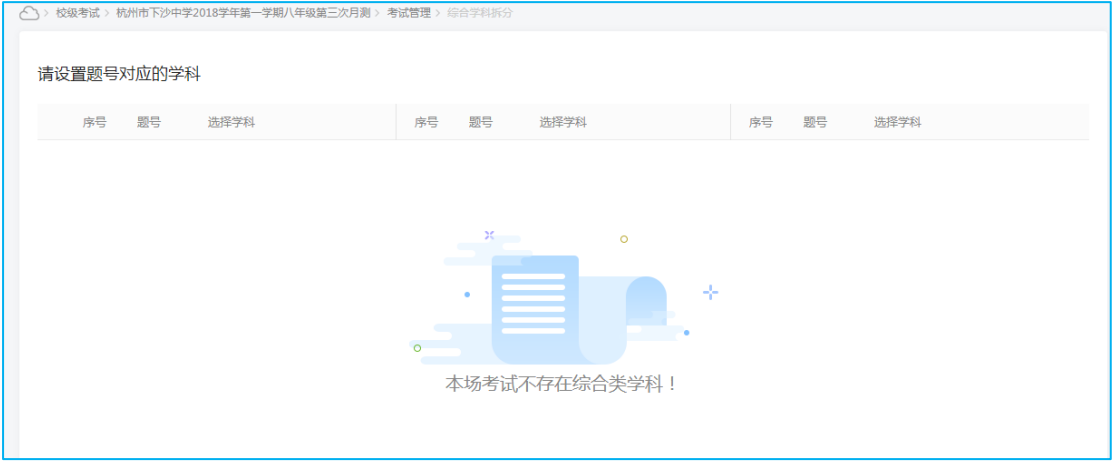 校级考试 > 杭州市下沙中学2018学年第一学期八年级第三次月测 > 考试管理 > 综合学科拆分
请设置题号对应的学科
序号 题号 选择学科 序号 题号 选择学科 序号 题号 选择学科
本场考试不存在综合类学科！